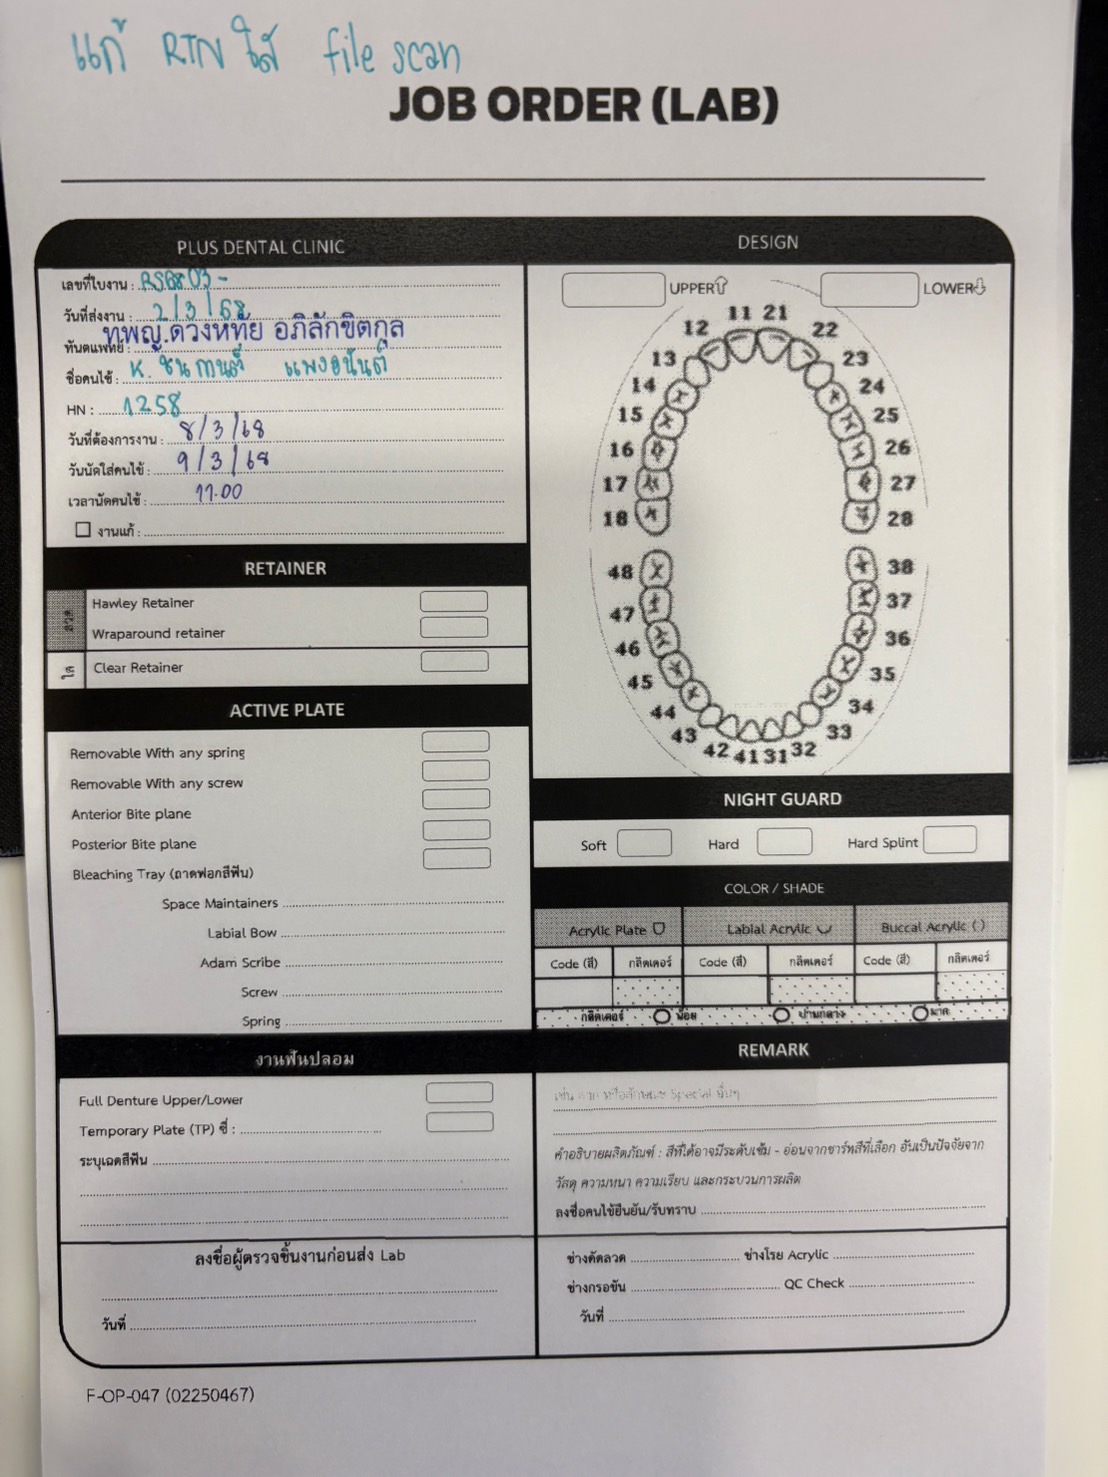 แก้ RTN ใส file scan
JOB ORDER (LAB)
PLUS DENTAL CLINIC
เลขที่ใบงาน : RS6803-
วันที่ส่งงาน : 2/3/68
ทันตแพทย์ : ทพญ.ดวงหทัย อภิลักขิตกุล
ชื่อคนไข้ : K. ชนกานต์
HN : 1258
วันที่ต้องการงาน : 8/3/68
วันนัดใส่คนไข้ : 9/3/68
เวลานัดคนไข้ : 11.00
งานแก้ :
RETAINER
ลวด
Hawley Retainer
Wraparound retainer
ใส
Clear Retainer
ACTIVE PLATE
Removable With any spring
Removable With any screw
Anterior Bite plane
Posterior Bite plane
Bleaching Tray (ถาดฟอกสีฟัน)
Space Maintainers
Labial Bow
Adam Scribe
Screw
Spring
งานฟันปลอม
Full Denture Upper/Lower
Temporary Plate (TP) ซี่ :
ระบุเฉดสีฟัน
ลงชื่อผู้ตรวจชิ้นงานก่อนส่ง Lab
วันที่
DESIGN
UPPER LOWER
11 21
12 22
13 23
14 24
15 25
16 26
17 27
18 28
48 38
47 37
46 36
45 35
44 34
43 33
42 41 31 32
NIGHT GUARD
Soft Hard Hard Splint
COLOR / SHADE
Acrylic Plate Labial Acrylic Buccal Acrylic ( )
Code (สี) กลิตเตอร์ Code (สี) กลิตเตอร์ Code (สี) กลิตเตอร์
กลิตเตอร์ น้อย ปานกลาง มาก
REMARK
Special อื่นๆ
คำอธิบายผลิตภัณฑ์ : สีที่ได้อาจมีระดับเข้ม - อ่อนจากชาร์ทสีที่เลือก อันเป็นปัจจัยจาก
วัสดุ ความหนา ความเรียบ และกระบวนการผลิต
ลงชื่อคนไข้ยืนยัน/รับทราบ
ช่างดัดลวด ช่างโรย Acrylic
ช่างกรอขัน QC Check
วันที่
F-OP-047 (02250467)